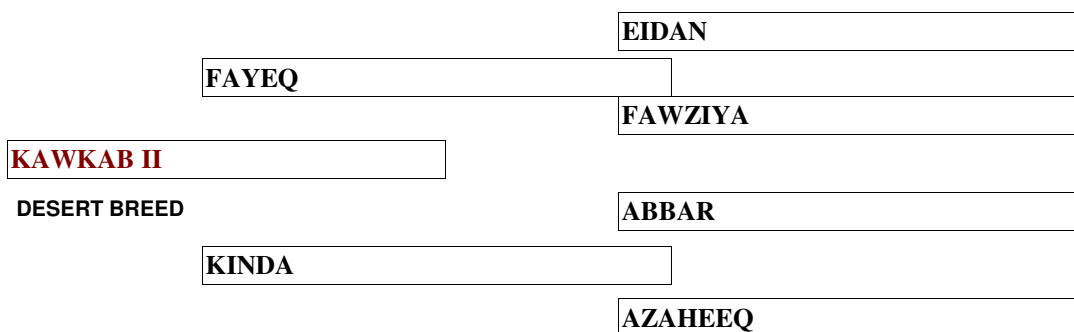 EIDAN
FAYEQ
FAWZIYA
KAWKAB II
DESERT BREED
ABBAR
KINDA
AZAHEEQ